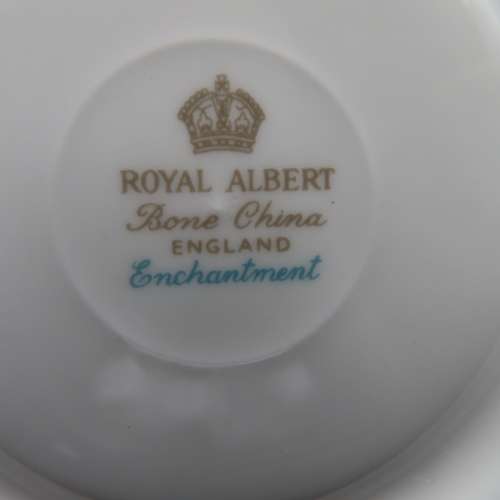 ROYAL ALBERT
Bone China
ENGLAND
Enchantment